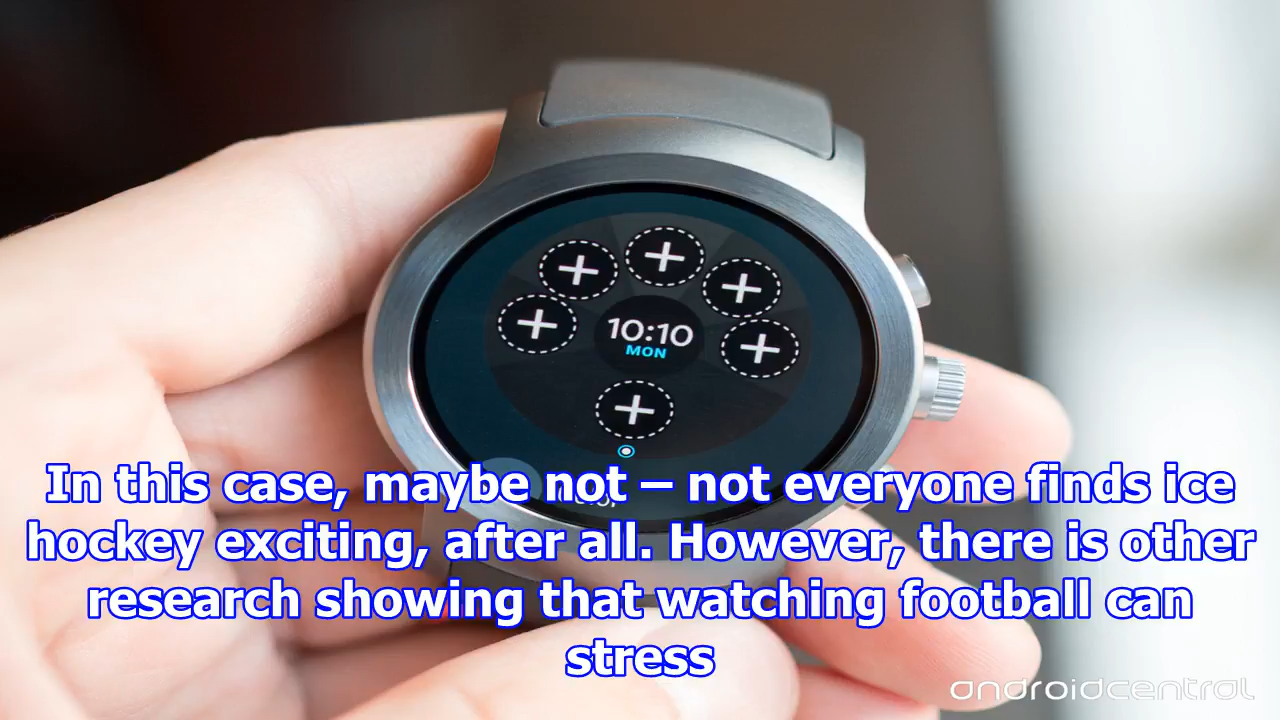 10:10
MON
In this case, maybe not – not everyone finds ice
hockey exciting, after all. However, there is other
research showing that watching football can
stress
androidcentral